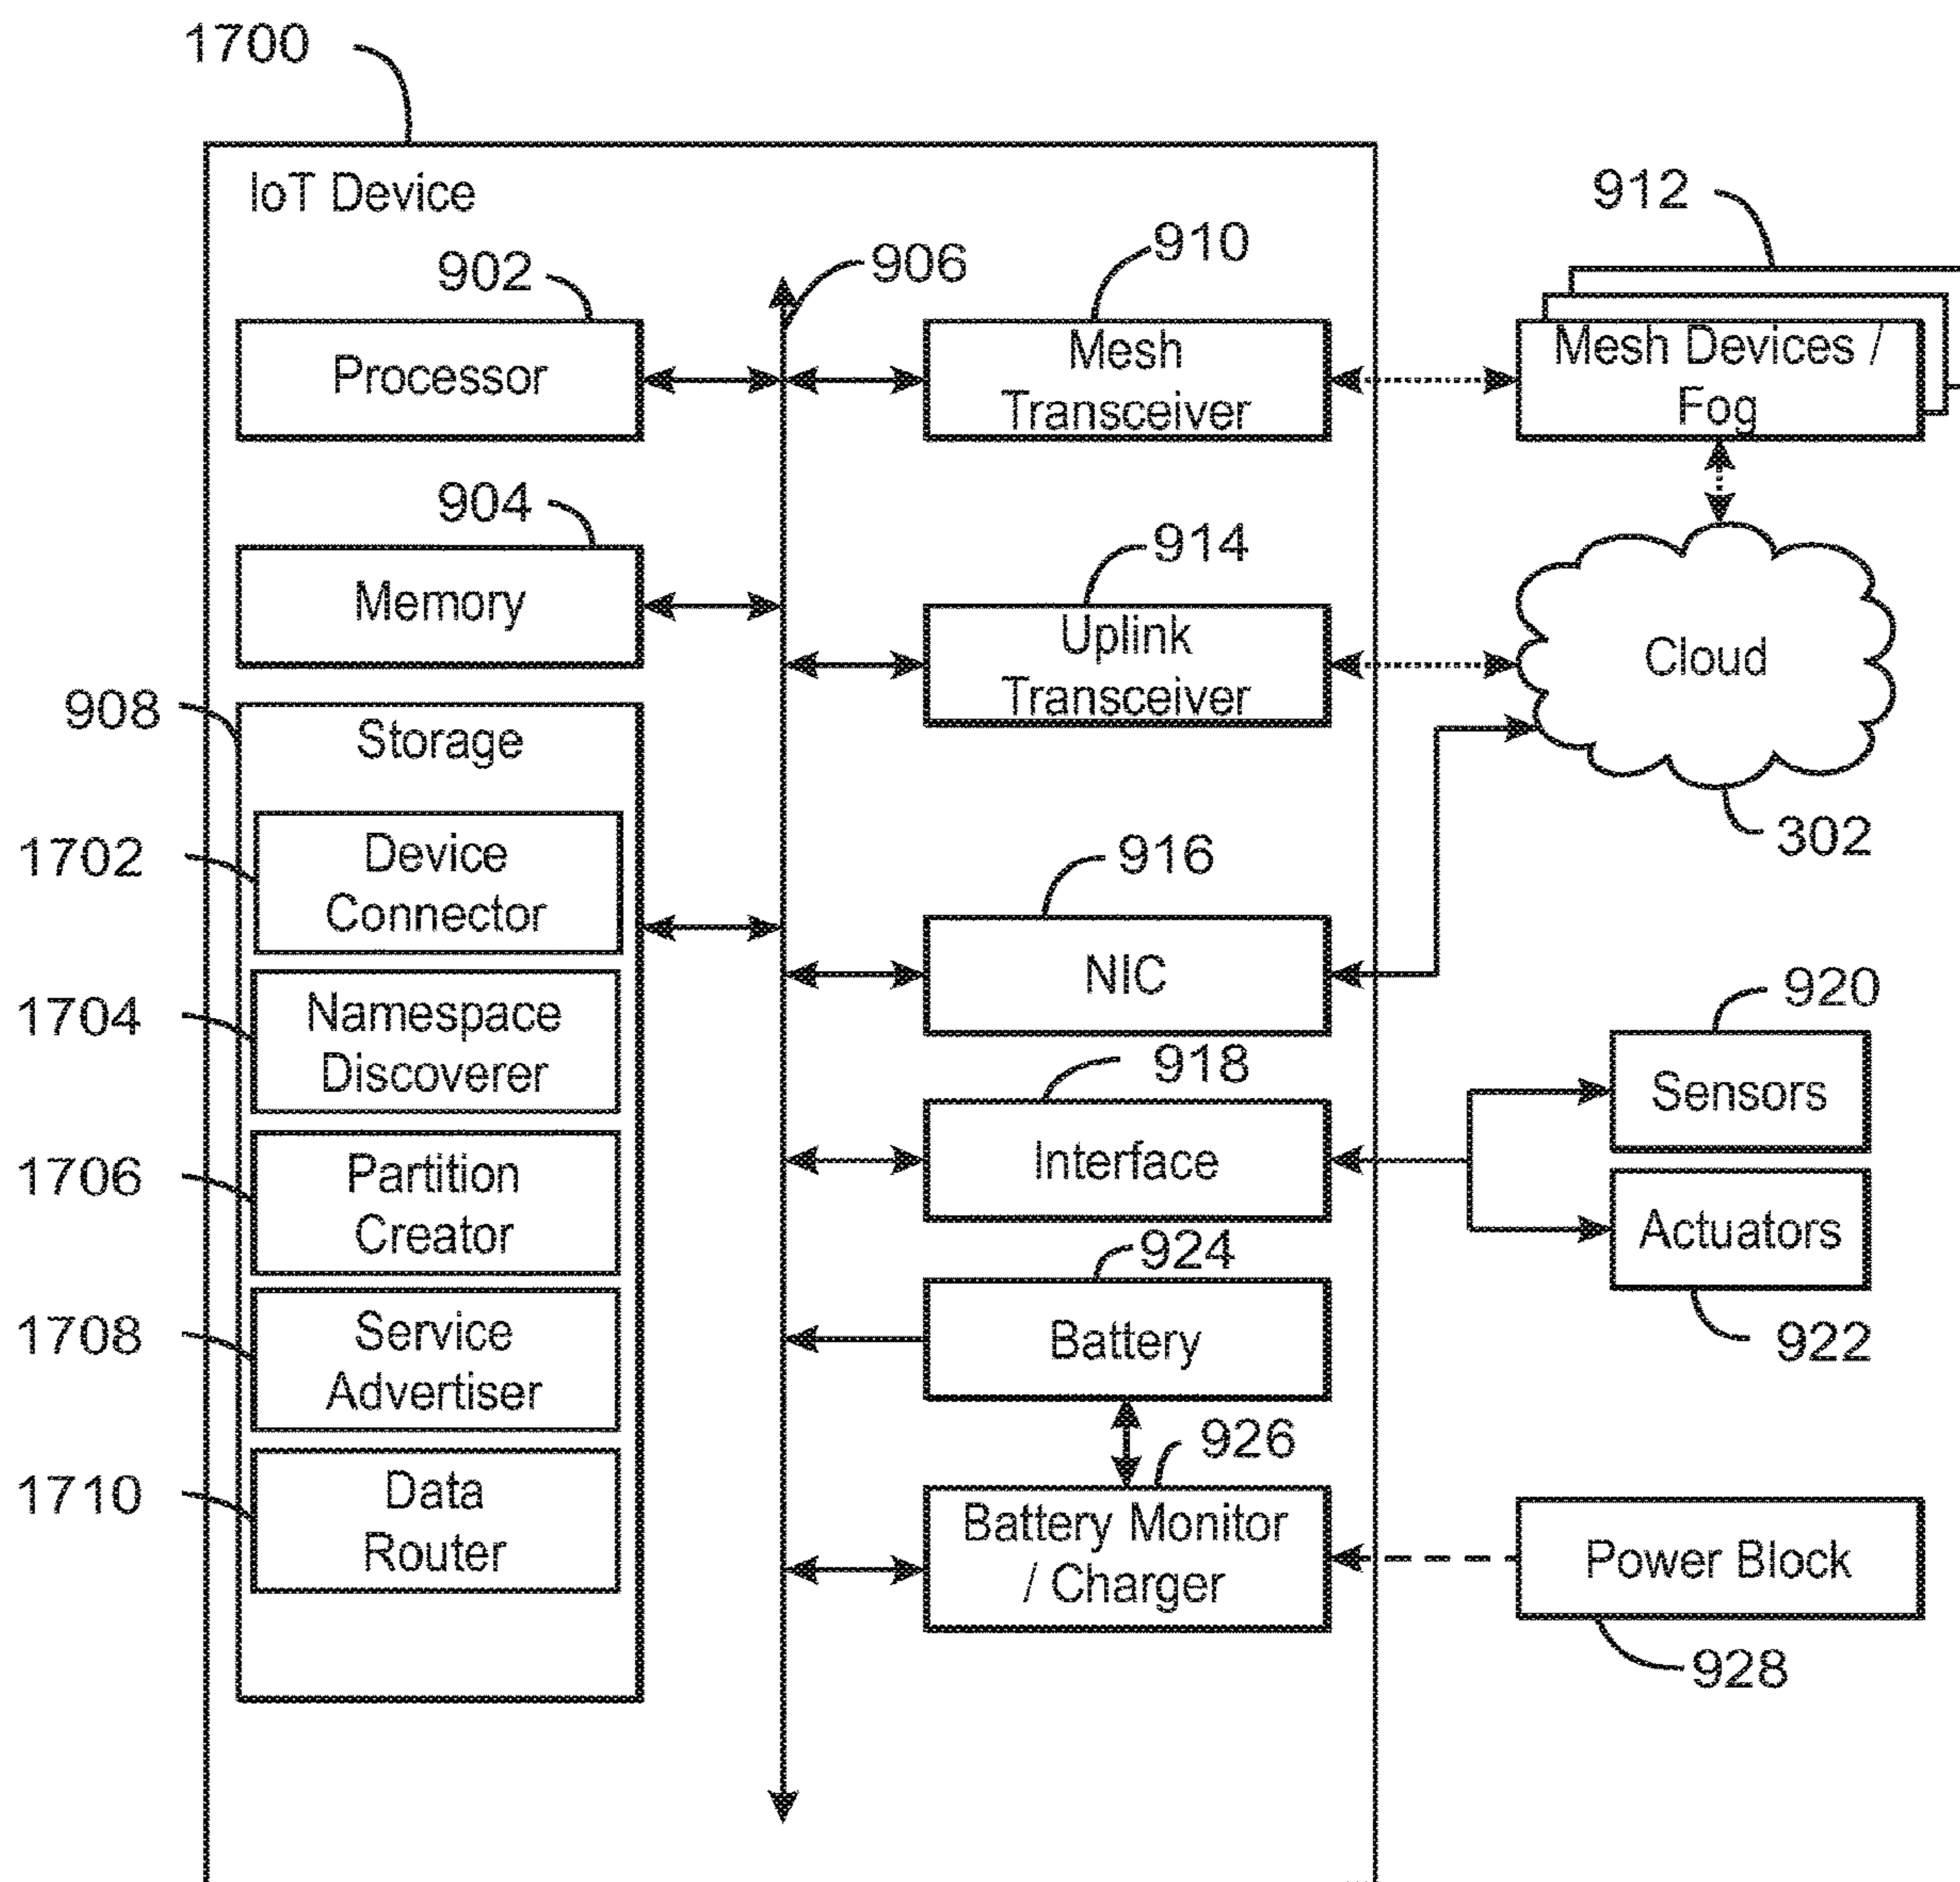 1700
IoT Device
912
910
906
902
Processor
Mesh
Transceiver
Mesh Devices /
Fog
904
914
Memory
Uplink
Transceiver
Cloud
908
Storage
302
1702
Device
Connector
916
NIC
920
1704
Namespace
Discoverer
918
Sensors
1706
Partition
Creator
Interface
Actuators
924
922
1708
Service
Advertiser
Battery
926
1710
Data
Router
Battery Monitor
/ Charger
Power Block
928